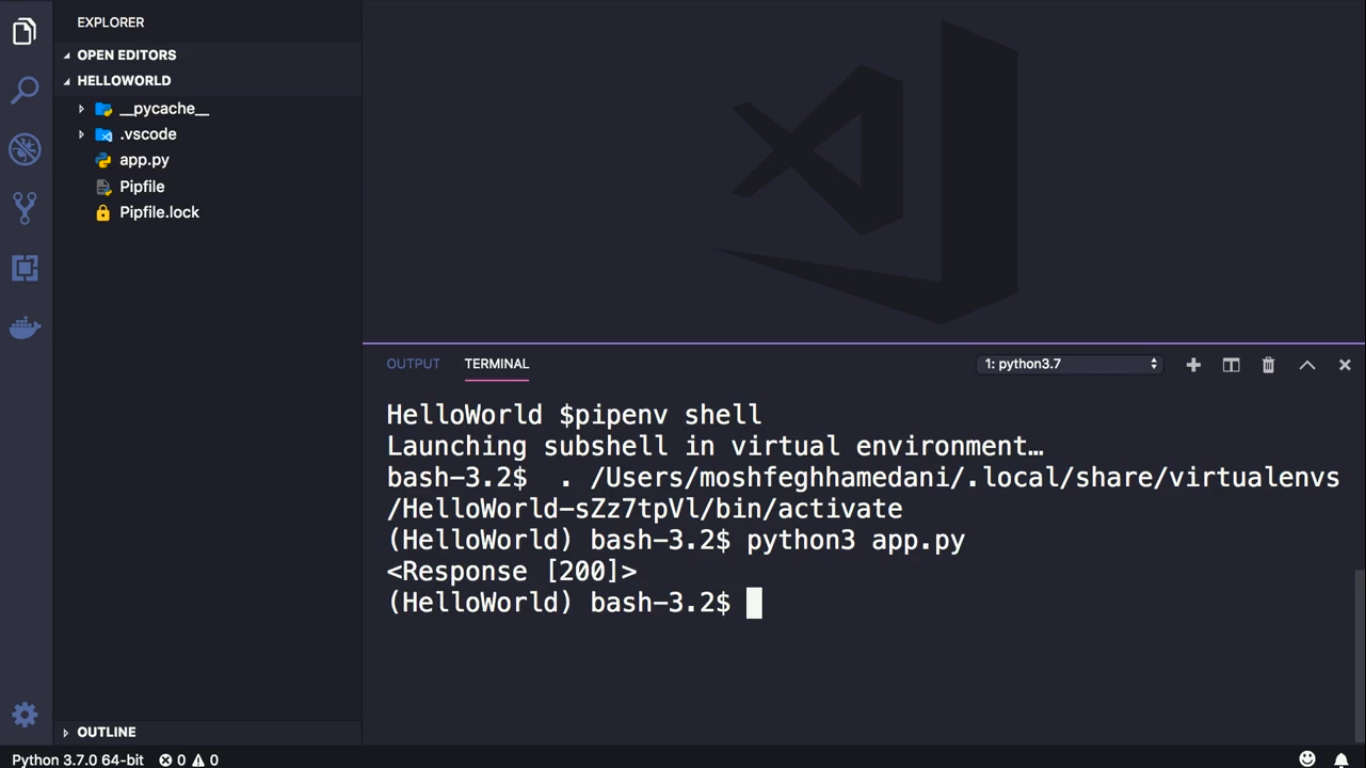 EXPLORER
OPEN EDITORS
HELLOWORLD
__pycache__
.vscode
app.py
Pipfile
Pipfile.lock
OUTLINE
OUTPUT TERMINAL 1: python3.7
HelloWorld $pipenv shell
Launching subshell in virtual environment…
bash-3.2$  . /Users/moshfeghhamedani/.local/share/virtualenvs
/HelloWorld-sZz7tpVl/bin/activate
(HelloWorld) bash-3.2$ python3 app.py
<Response [200]>
(HelloWorld) bash-3.2$
Python 3.7.0 64-bit 0 0